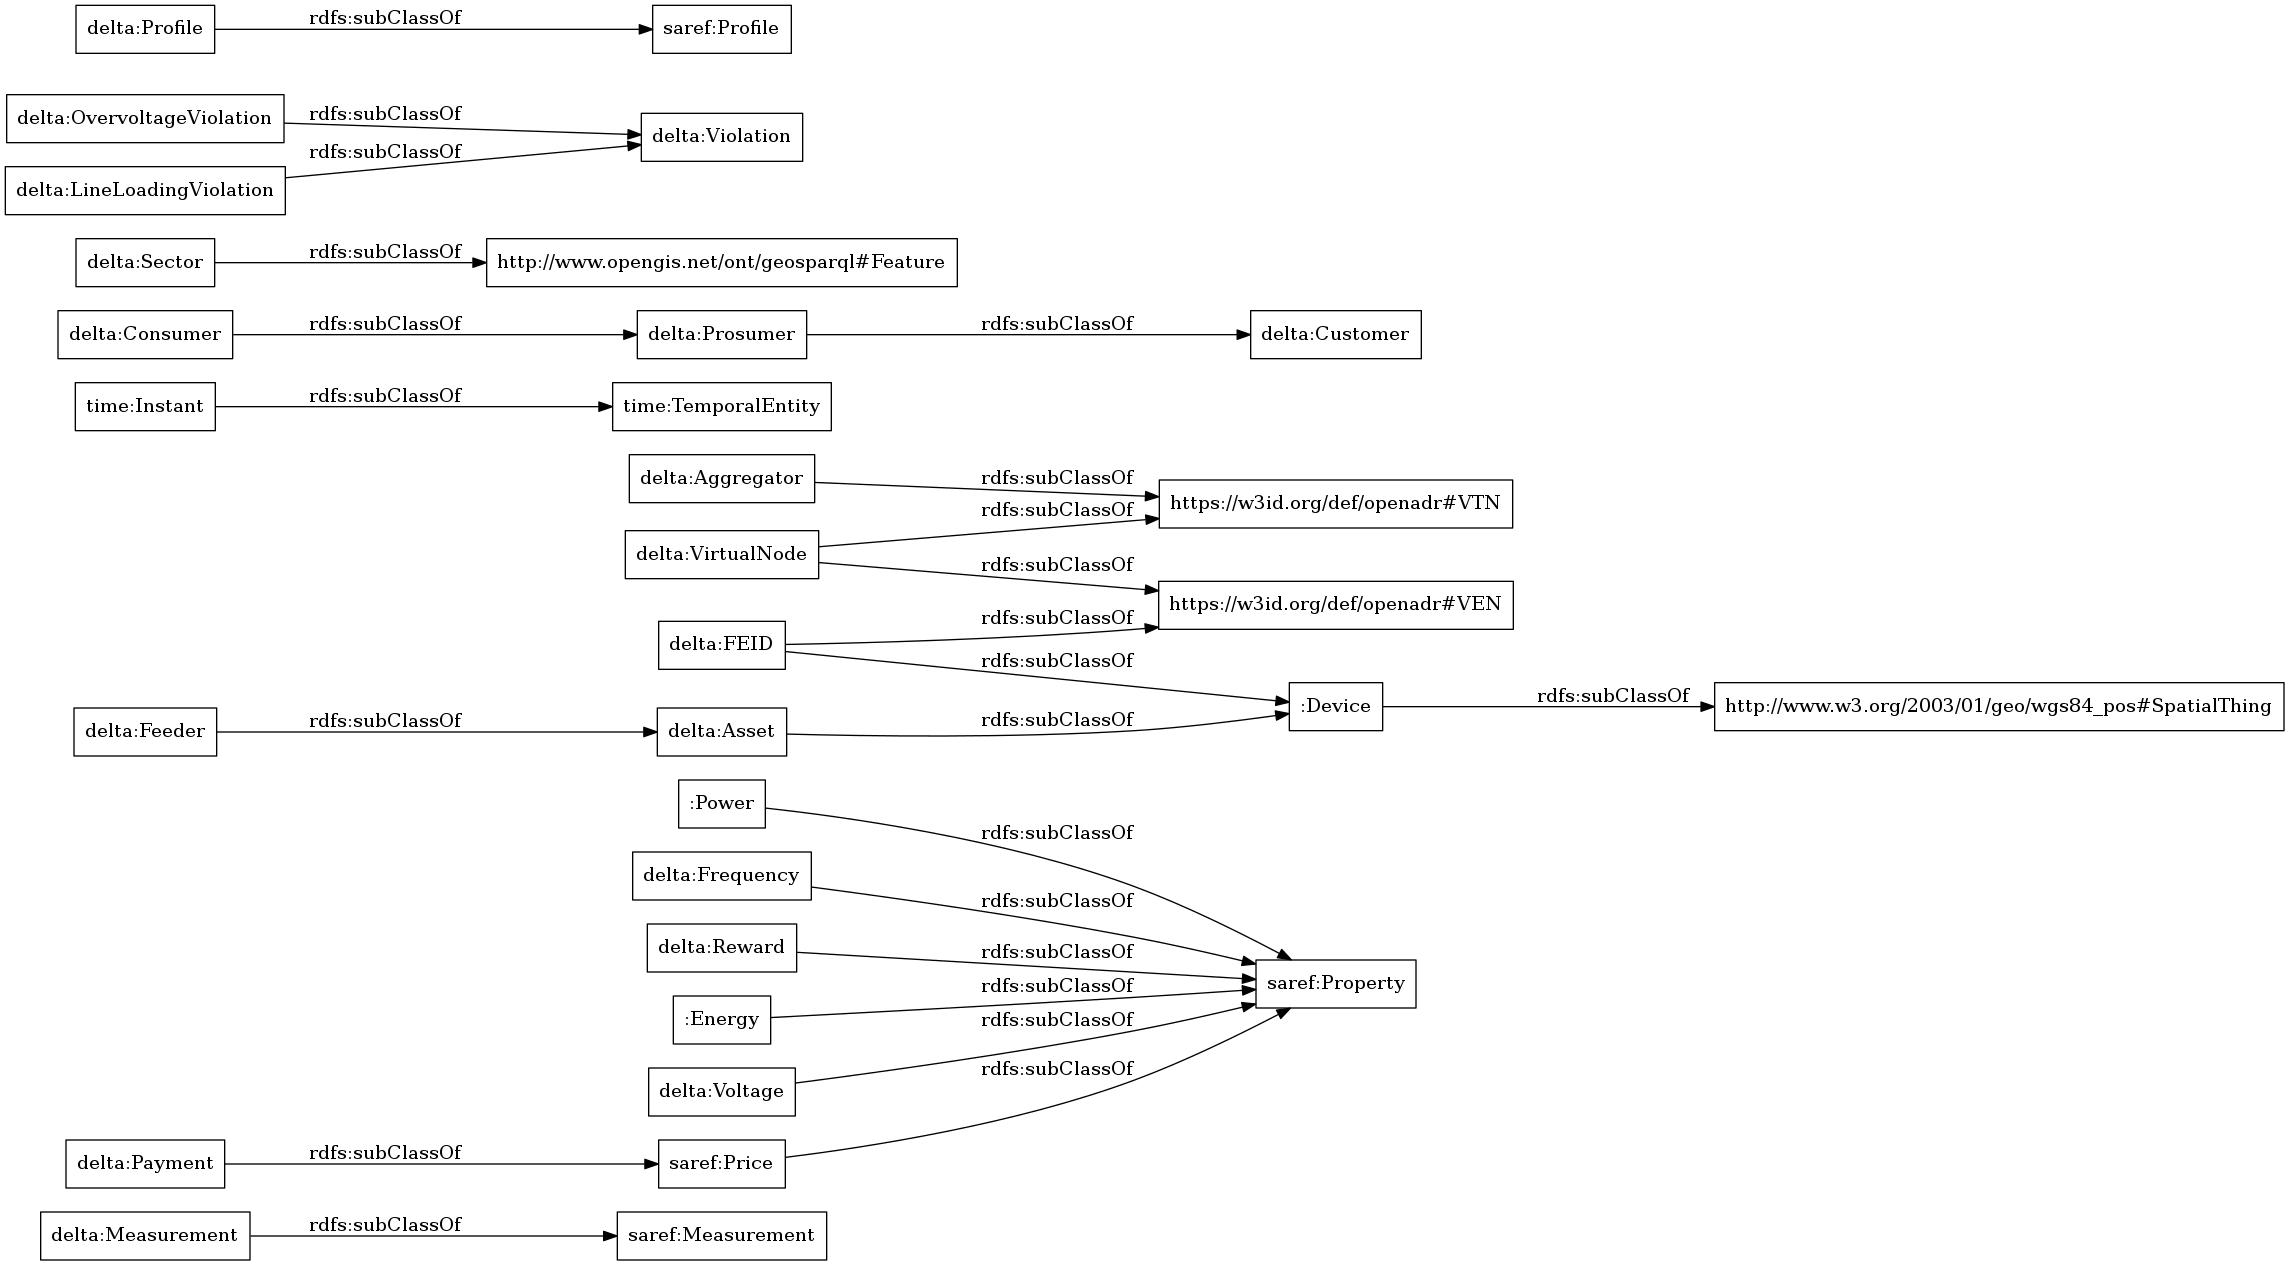 delta:Profile rdfs:subClassOf saref:Profile
delta:OvervoltageViolation rdfs:subClassOf
delta:Violation
rdfs:subClassOf
delta:LineLoadingViolation
delta:Sector rdfs:subClassOf http://www.opengis.net/ont/geosparql#Feature
delta:Consumer rdfs:subClassOf delta:Prosumer rdfs:subClassOf delta:Customer
time:Instant rdfs:subClassOf time:TemporalEntity
delta:Aggregator rdfs:subClassOf
https://w3id.org/def/openadr#VTN
rdfs:subClassOf
delta:VirtualNode
rdfs:subClassOf
https://w3id.org/def/openadr#VEN
rdfs:subClassOf
delta:FEID
rdfs:subClassOf
:Device rdfs:subClassOf http://www.w3.org/2003/01/geo/wgs84_pos#SpatialThing
delta:Feeder rdfs:subClassOf delta:Asset rdfs:subClassOf
:Power
rdfs:subClassOf
delta:Frequency
rdfs:subClassOf
delta:Reward rdfs:subClassOf
saref:Property
rdfs:subClassOf
:Energy rdfs:subClassOf
delta:Voltage
rdfs:subClassOf
delta:Payment rdfs:subClassOf saref:Price
delta:Measurement rdfs:subClassOf saref:Measurement